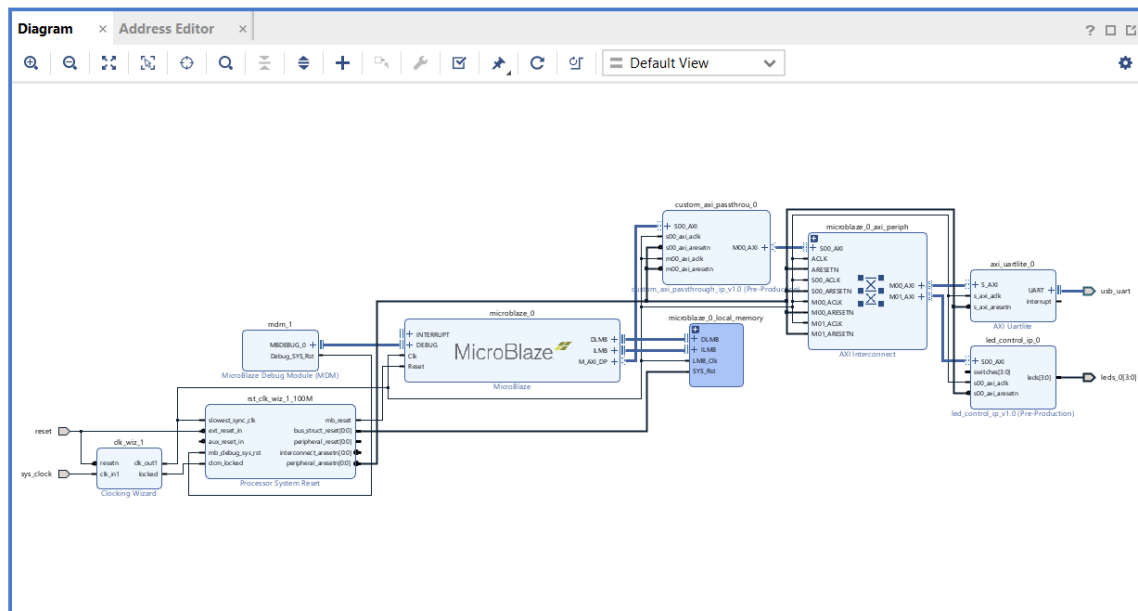 Diagram
Address Editor
Default View
custom_axi_passthrou_0
S00_AXI
s00_axi_aclk
s00_axi_aresetn
m00_axi_aclk
m00_axi_aresetn
M00_AXI
custom_axi_passthrough_ip_v1.0 (Pre-Production)
microblaze_0_axi_periph
S00_AXI
ACLK
ARESETN
S00_ACLK
S00_ARESETN
M00_ACLK
M00_ARESETN
M01_ACLK
M01_ARESETN
M00_AXI
M01_AXI
AXI Interconnect
axi_uartlite_0
S_AXI
s_axi_aclk
s_axi_aresetn
UART
interrupt
AXI Uartlite
usb_uart
led_control_ip_0
S00_AXI
switches[3:0]
s00_axi_aclk
s00_axi_aresetn
leds[3:0]
led_control_ip_v1.0 (Pre-Production)
leds_0[3:0]
microblaze_0_local_memory
DLMB
ILMB
LMB_Clk
SYS_Rst
microblaze_0
INTERRUPT
DEBUG
Clk
Reset
MicroBlaze
DLMB
ILMB
M_AXI_DP
MicroBlaze
mdm_1
MBDEBUG_0
Debug_SYS_Rst
MicroBlaze Debug Module (MDM)
rst_clk_wiz_1_100M
slowest_sync_clk
ext_reset_in
aux_reset_in
mb_debug_sys_rst
dcm_locked
mb_reset
bus_struct_reset[0:0]
peripheral_reset[0:0]
interconnect_aresetn[0:0]
peripheral_aresetn[0:0]
Processor System Reset
reset
sys_clock
clk_wiz_1
resetn
clk_in1
clk_out1
locked
Clocking Wizard